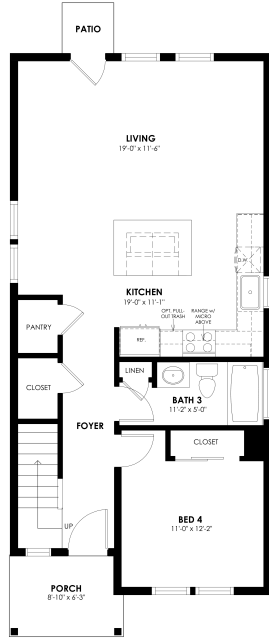 PATIO
LIVING
19'-0" x 11'-6"
D.W.
KITCHEN
19'-0" x 11'-1"
OPT. PULL-
OUT TRASH
RANGE w/
MICRO
ABOVE
PANTRY
REF.
LINEN
CLOSET
BATH 3
11'-2" x 5'-0"
FOYER
CLOSET
BED 4
11'-0" x 12'-2"
UP
PORCH
8'-10" x 6'-3"